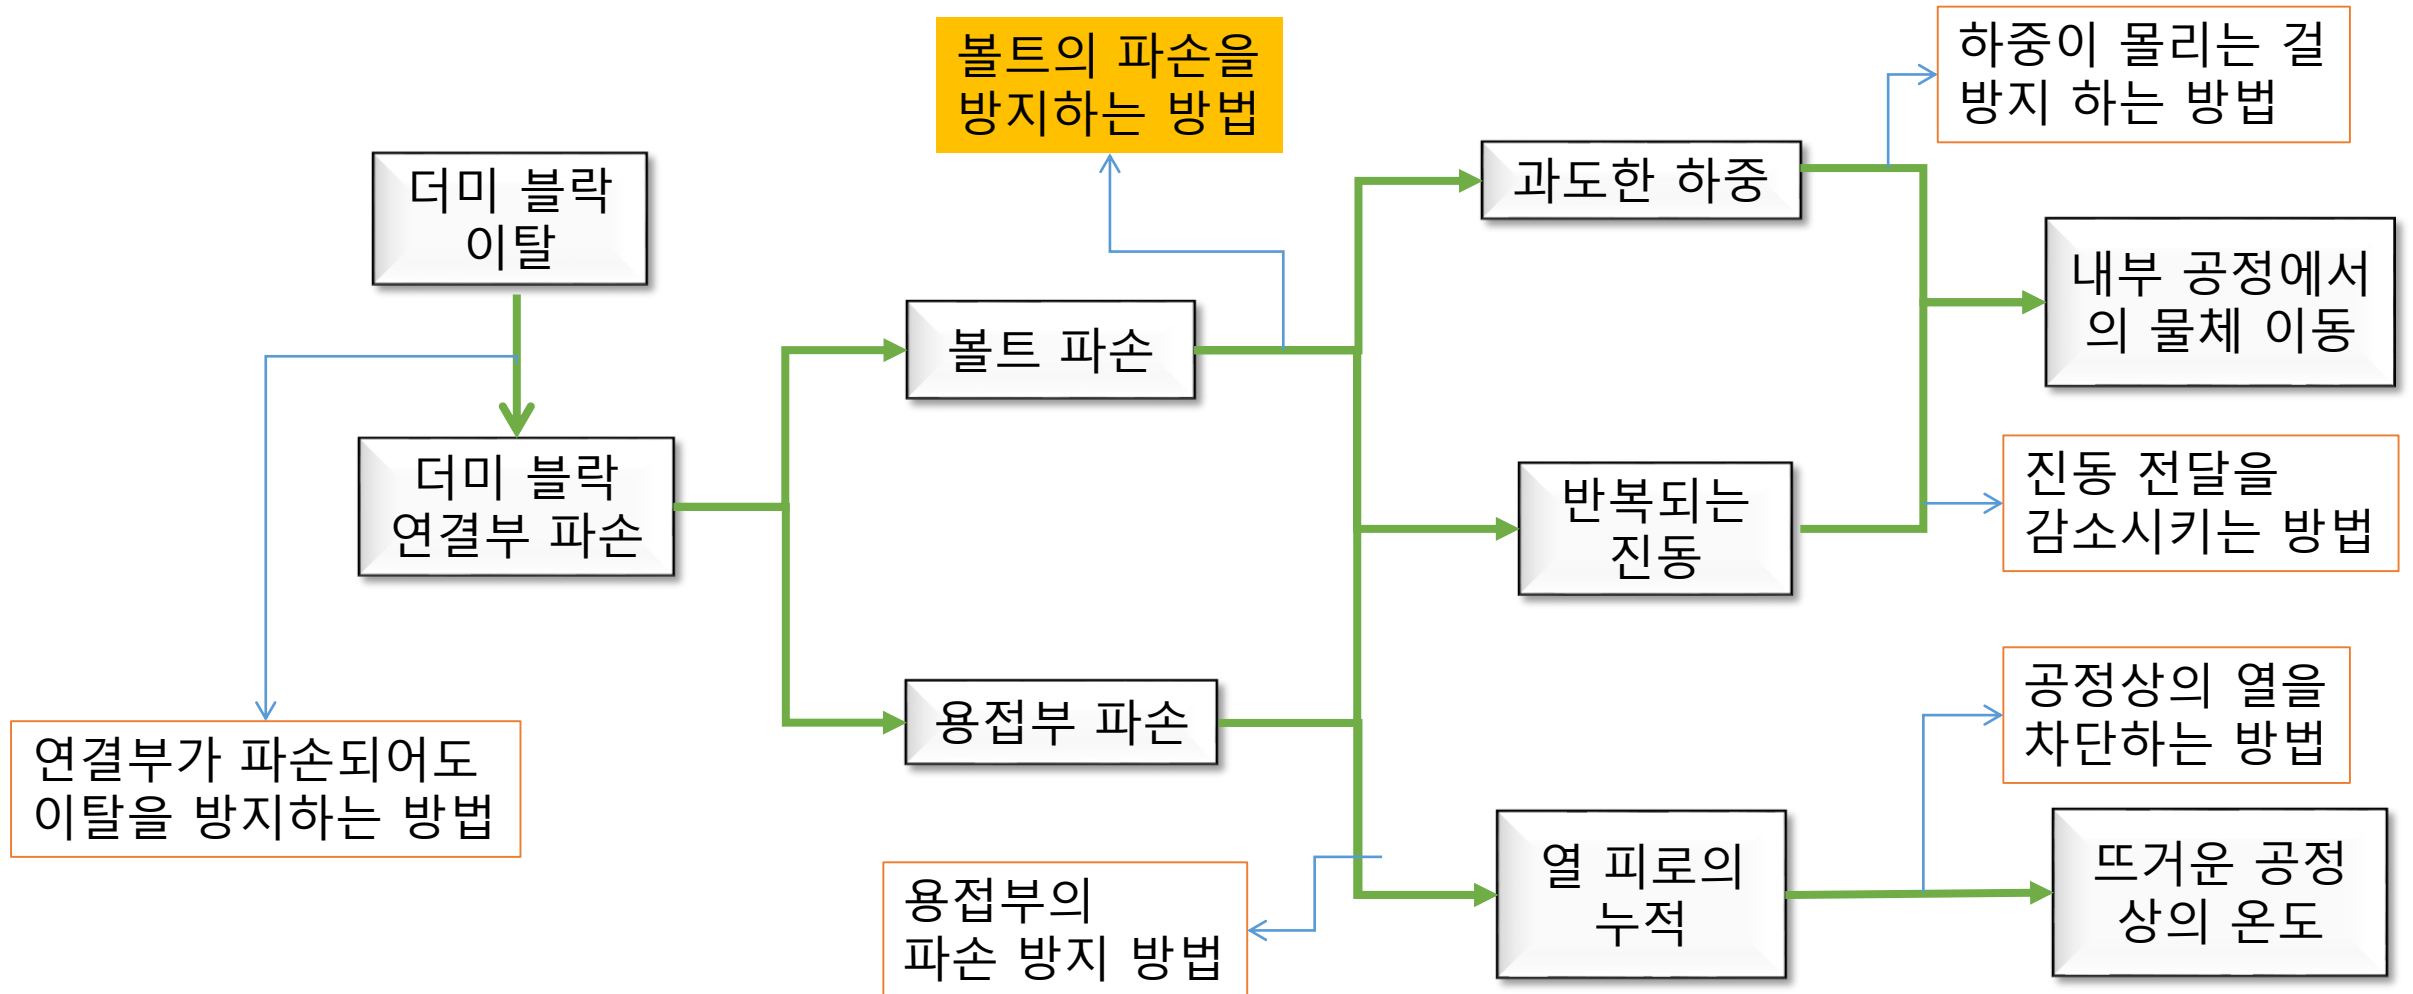 볼트의 파손을
방지하는 방법
하중이 몰리는 걸
방지 하는 방법
더미 블락
이탈
과도한 하중
내부 공정에서
의 물체 이동
볼트 파손
더미 블락
연결부 파손
반복되는
진동
진동 전달을
감소시키는 방법
용접부 파손
공정상의 열을
차단하는 방법
연결부가 파손되어도
이탈을 방지하는 방법
용접부의
파손 방지 방법
열 피로의
누적
뜨거운 공정
상의 온도